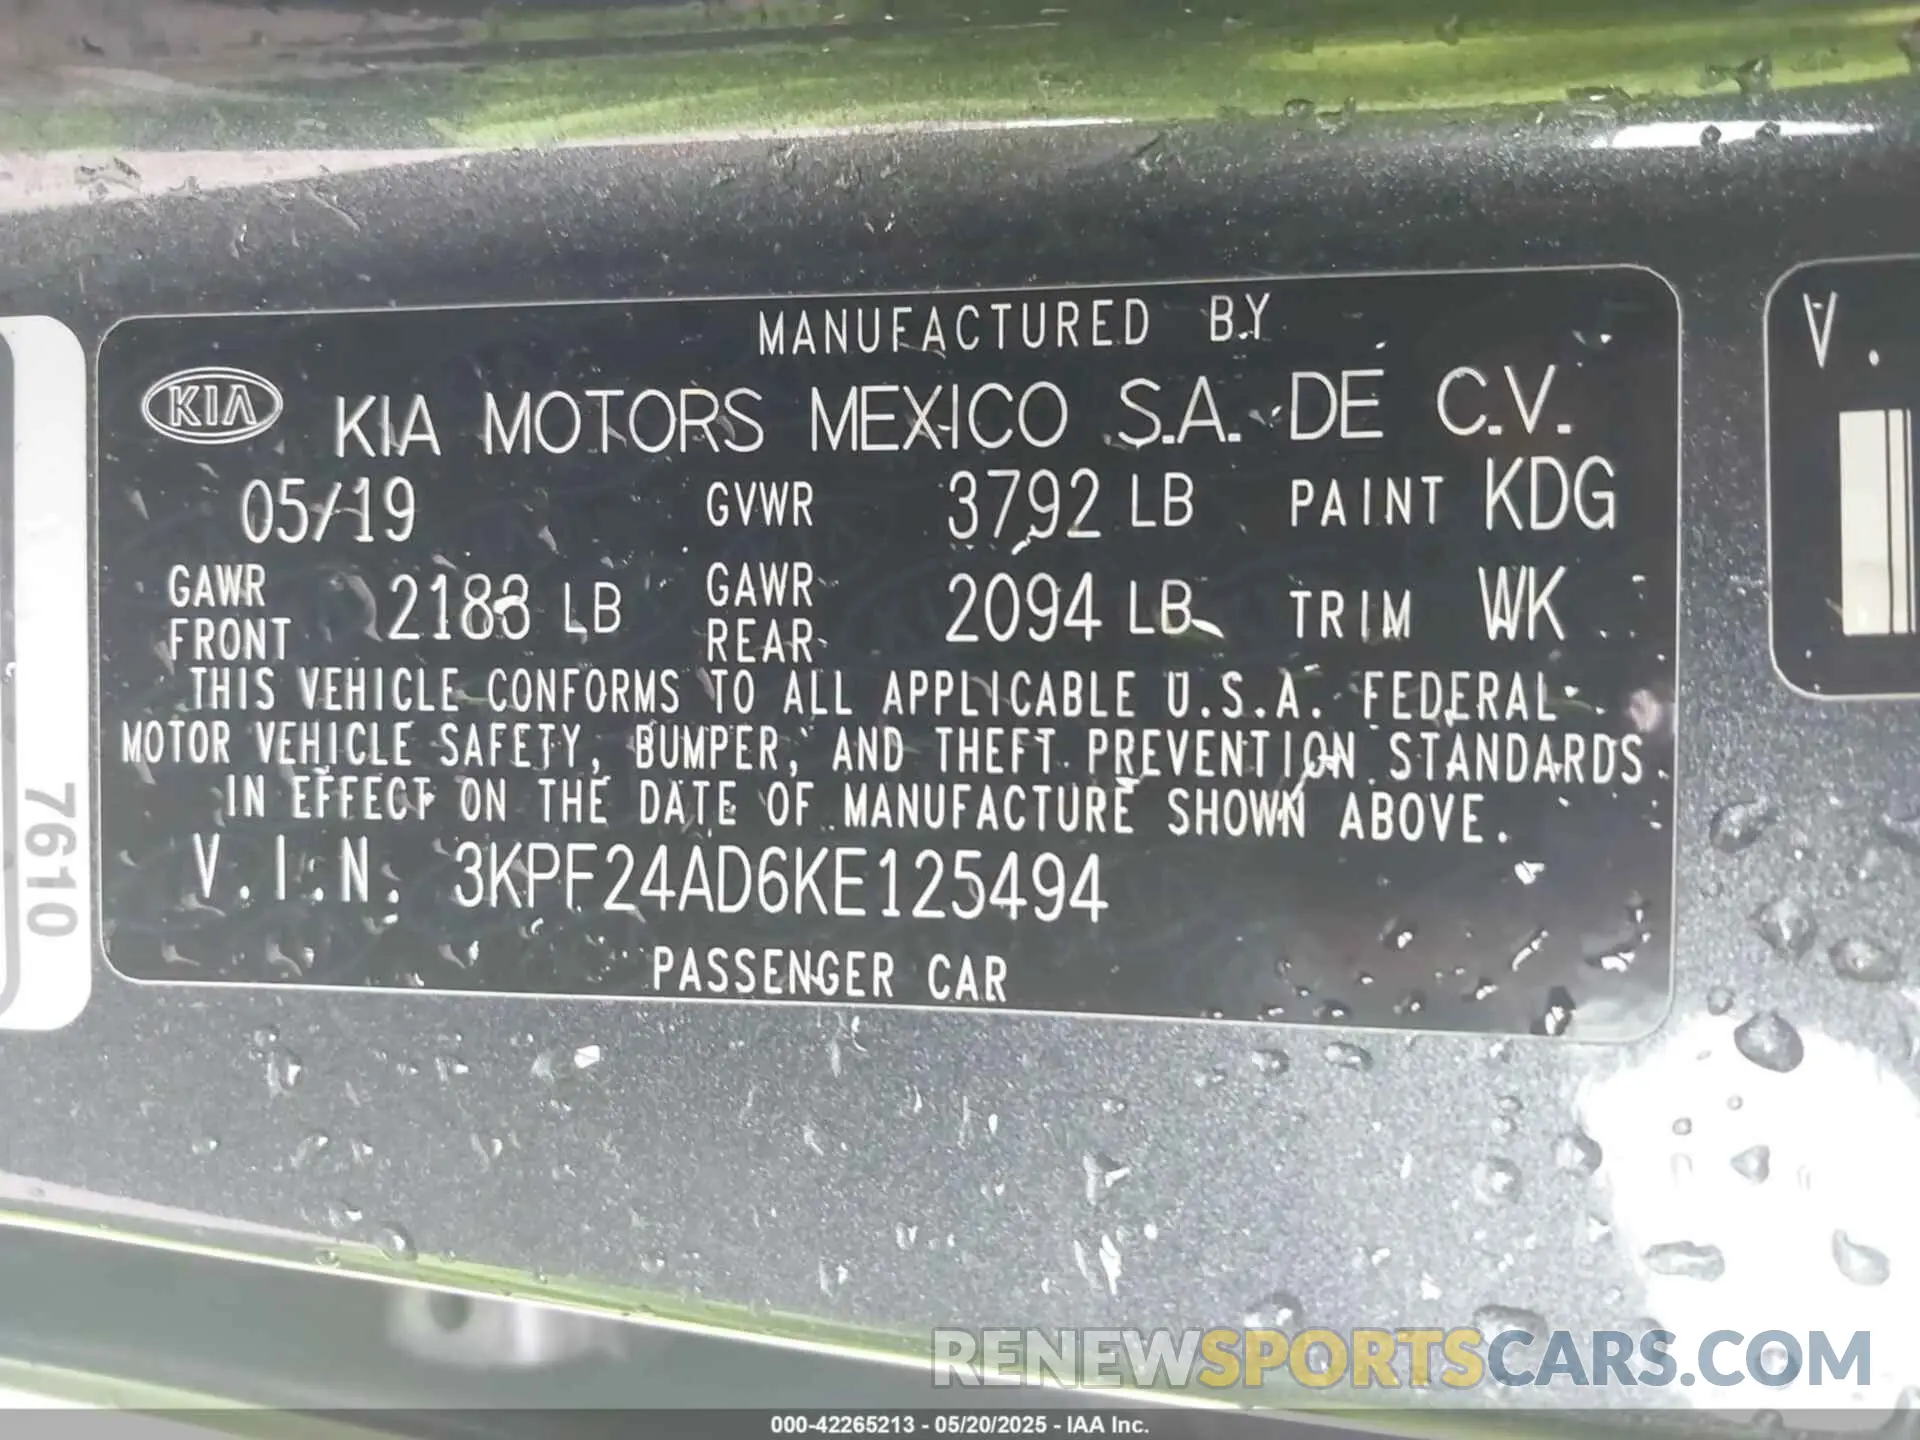 MANUFACTURED BY
KIA KIA MOTORS MEXICO S.A. DE C.V.
05/19 GVWR 3792 LB PAINT KDG
GAWR FRONT 2183 LB GAWR REAR 2094 LB TRIM WK
THIS VEHICLE CONFORMS TO ALL APPLICABLE U.S.A. FEDERAL
MOTOR VEHICLE SAFETY, BUMPER, AND THEFT PREVENTION STANDARDS
IN EFFECT ON THE DATE OF MANUFACTURE SHOWN ABOVE.
V.I.N. 3KPF24AD6KE125494
PASSENGER CAR
7610
V.
RENEWSPORTSCARS.COM
000-42265213 - 05/20/2025 - IAA Inc.